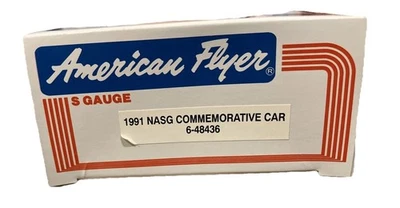 American Flyer®
S GAUGE
1991 NASG COMMEMORATIVE CAR
6-48436